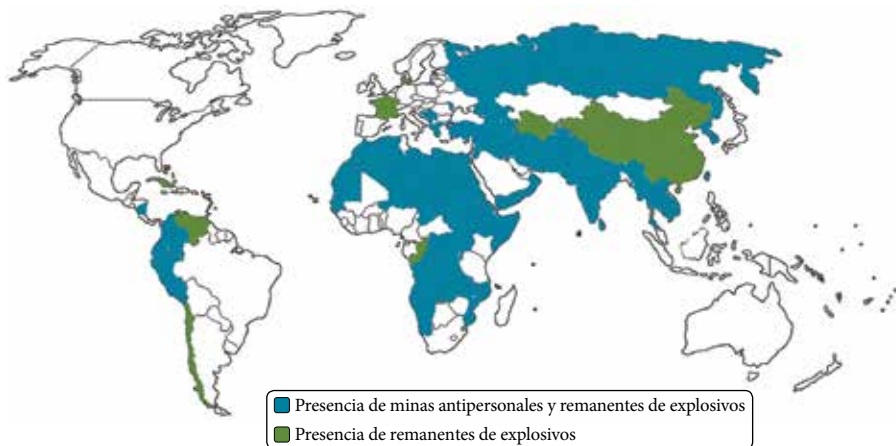 Presencia de minas antipersonales y remanentes de explosivos
Presencia de remanentes de explosivos